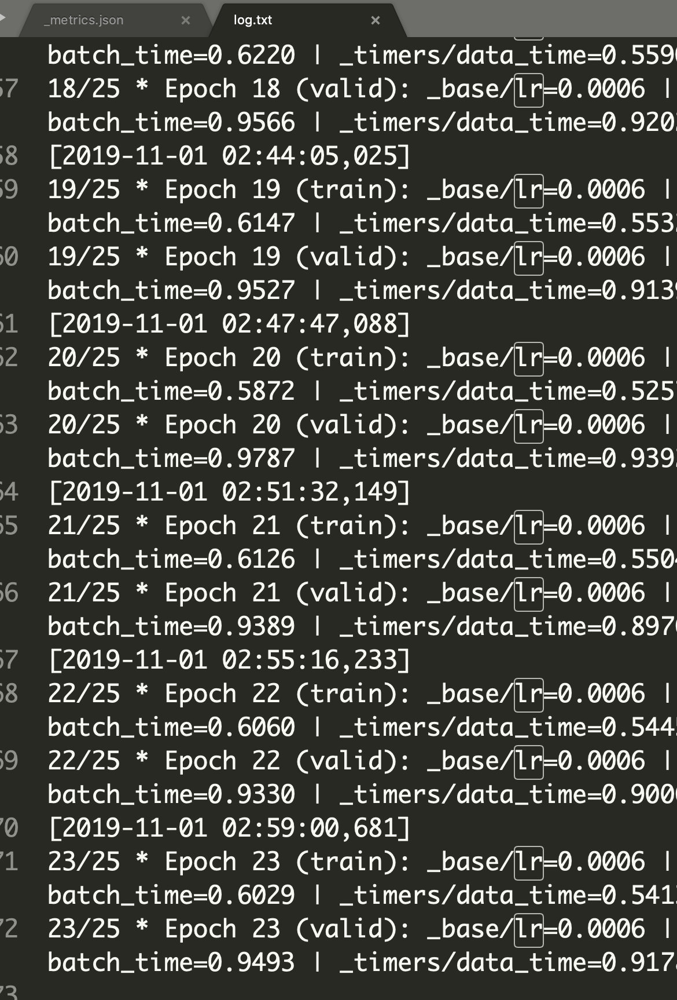 _metrics.json × log.txt ×
batch_time=0.6220 | _timers/data_time=0.559
57 18/25 * Epoch 18 (valid): _base/lr=0.0006 |
batch_time=0.9566 | _timers/data_time=0.920
58 [2019-11-01 02:44:05,025]
59 19/25 * Epoch 19 (train): _base/lr=0.0006 |
batch_time=0.6147 | _timers/data_time=0.553
60 19/25 * Epoch 19 (valid): _base/lr=0.0006 |
batch_time=0.9527 | _timers/data_time=0.913
61 [2019-11-01 02:47:47,088]
62 20/25 * Epoch 20 (train): _base/lr=0.0006 |
batch_time=0.5872 | _timers/data_time=0.525
63 20/25 * Epoch 20 (valid): _base/lr=0.0006 |
batch_time=0.9787 | _timers/data_time=0.939
64 [2019-11-01 02:51:32,149]
65 21/25 * Epoch 21 (train): _base/lr=0.0006 |
batch_time=0.6126 | _timers/data_time=0.550
66 21/25 * Epoch 21 (valid): _base/lr=0.0006 |
batch_time=0.9389 | _timers/data_time=0.897
67 [2019-11-01 02:55:16,233]
68 22/25 * Epoch 22 (train): _base/lr=0.0006 |
batch_time=0.6060 | _timers/data_time=0.544
69 22/25 * Epoch 22 (valid): _base/lr=0.0006 |
batch_time=0.9330 | _timers/data_time=0.900
70 [2019-11-01 02:59:00,681]
71 23/25 * Epoch 23 (train): _base/lr=0.0006 |
batch_time=0.6029 | _timers/data_time=0.541
72 23/25 * Epoch 23 (valid): _base/lr=0.0006 |
batch_time=0.9493 | _timers/data_time=0.917
73